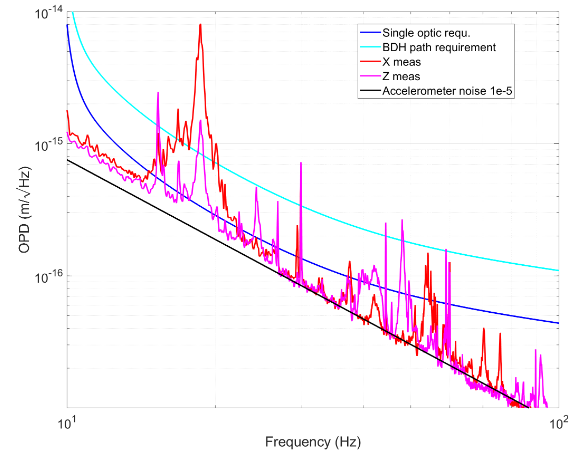 10^-14
10^-15
10^-16
OPD (m/√Hz)
Single optic requ.
BDH path requirement
X meas
Z meas
Accelerometer noise 1e-5
10^1
10^2
Frequency (Hz)